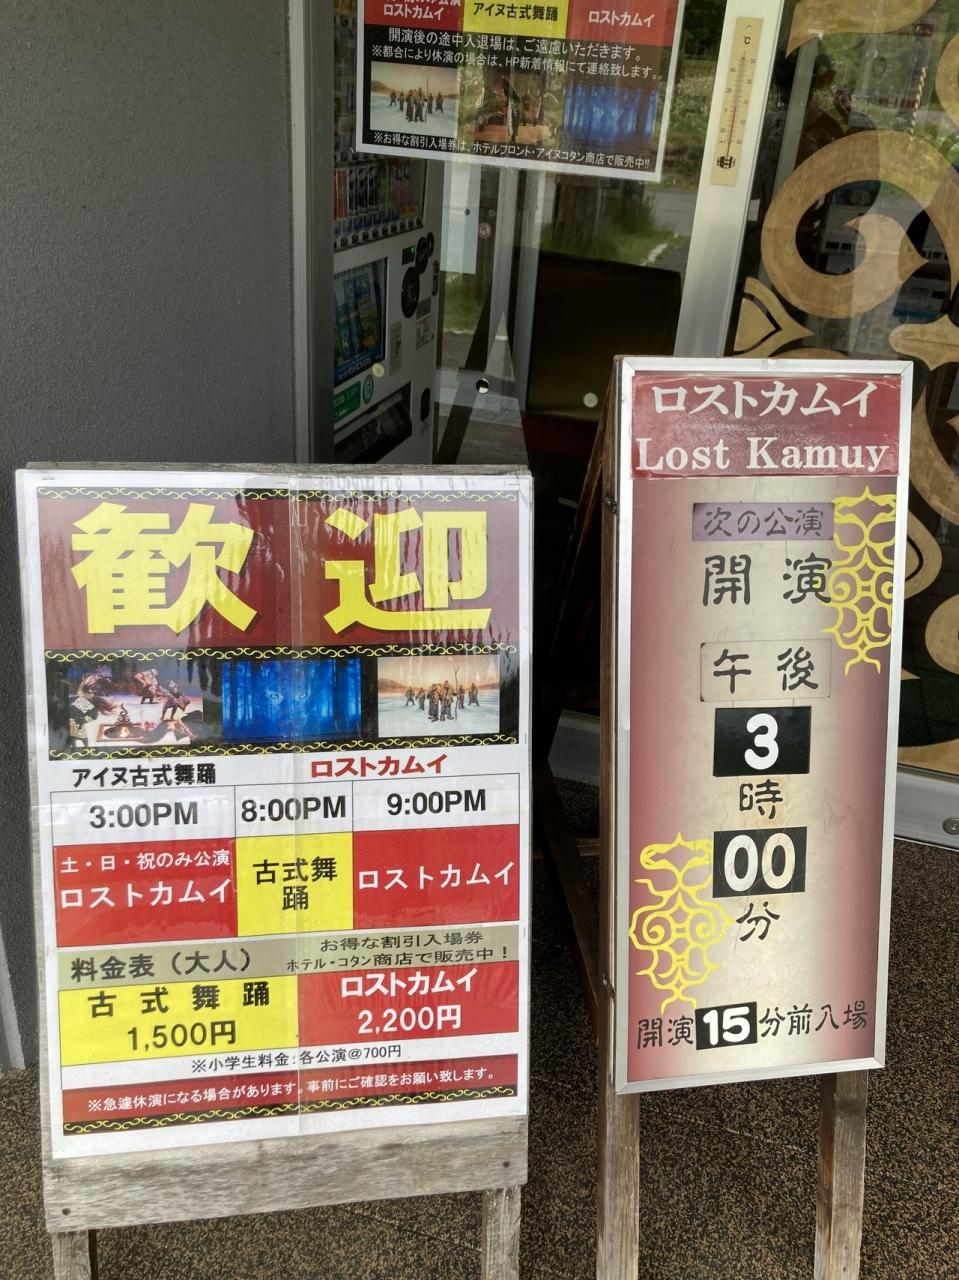 ロストカムイ
アイヌ古式舞踊
ロストカムイ
開演後の途中入退場は、ご遠慮いただきます。
※都合により休演の場合は、HP新着情報にて連絡致します。
※お得な割引入場券は、ホテルフロント・アイヌコタン商店で販売中!!
℃
歓迎
アイヌ古式舞踊 ロストカムイ
3:00PM 8:00PM 9:00PM
土・日・祝のみ公演
ロストカムイ
古式舞
踊
ロストカムイ
料金表（大人）
お得な割引入場券
ホテル・コタン商店で販売中！
古式舞踊
1,500円
ロストカムイ
2,200円
※小学生料金:各公演@700円
※急遽休演になる場合があります。事前にご確認をお願い致します。
ロストカムイ
Lost Kamuy
次の公演
開演
午後
3
時
00
分
開演15分前入場